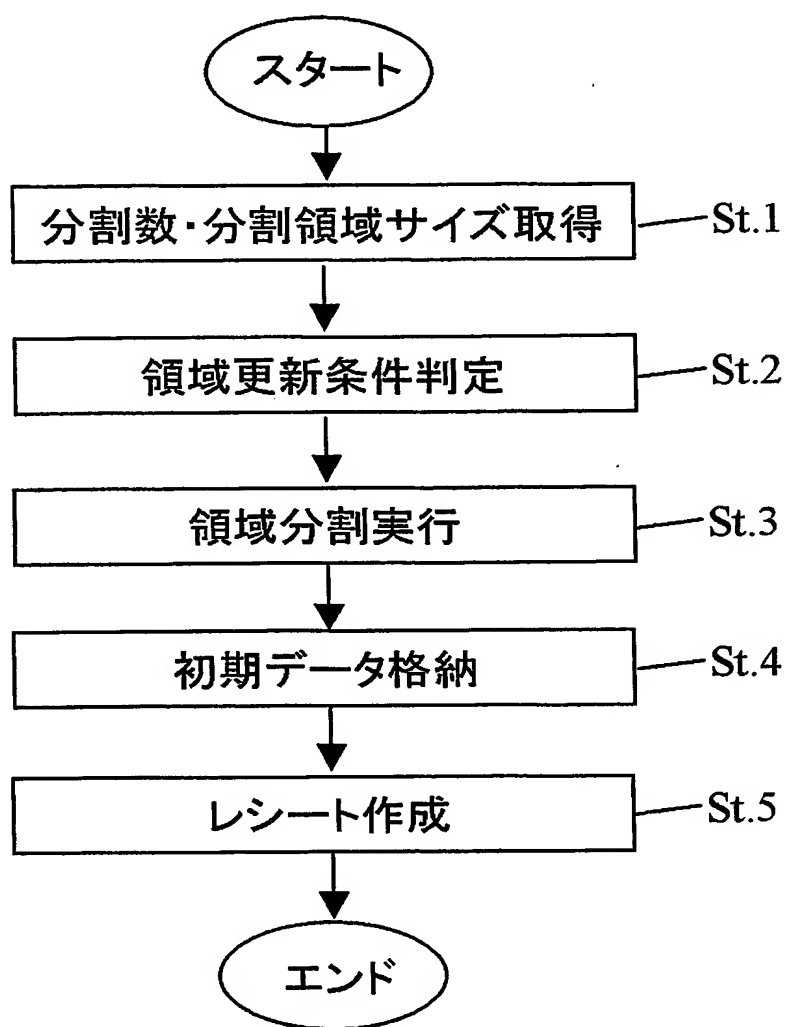 スタート
分割数・分割領域サイズ取得 St.1
領域更新条件判定 St.2
領域分割実行 St.3
初期データ格納 St.4
レシート作成 St.5
エンド